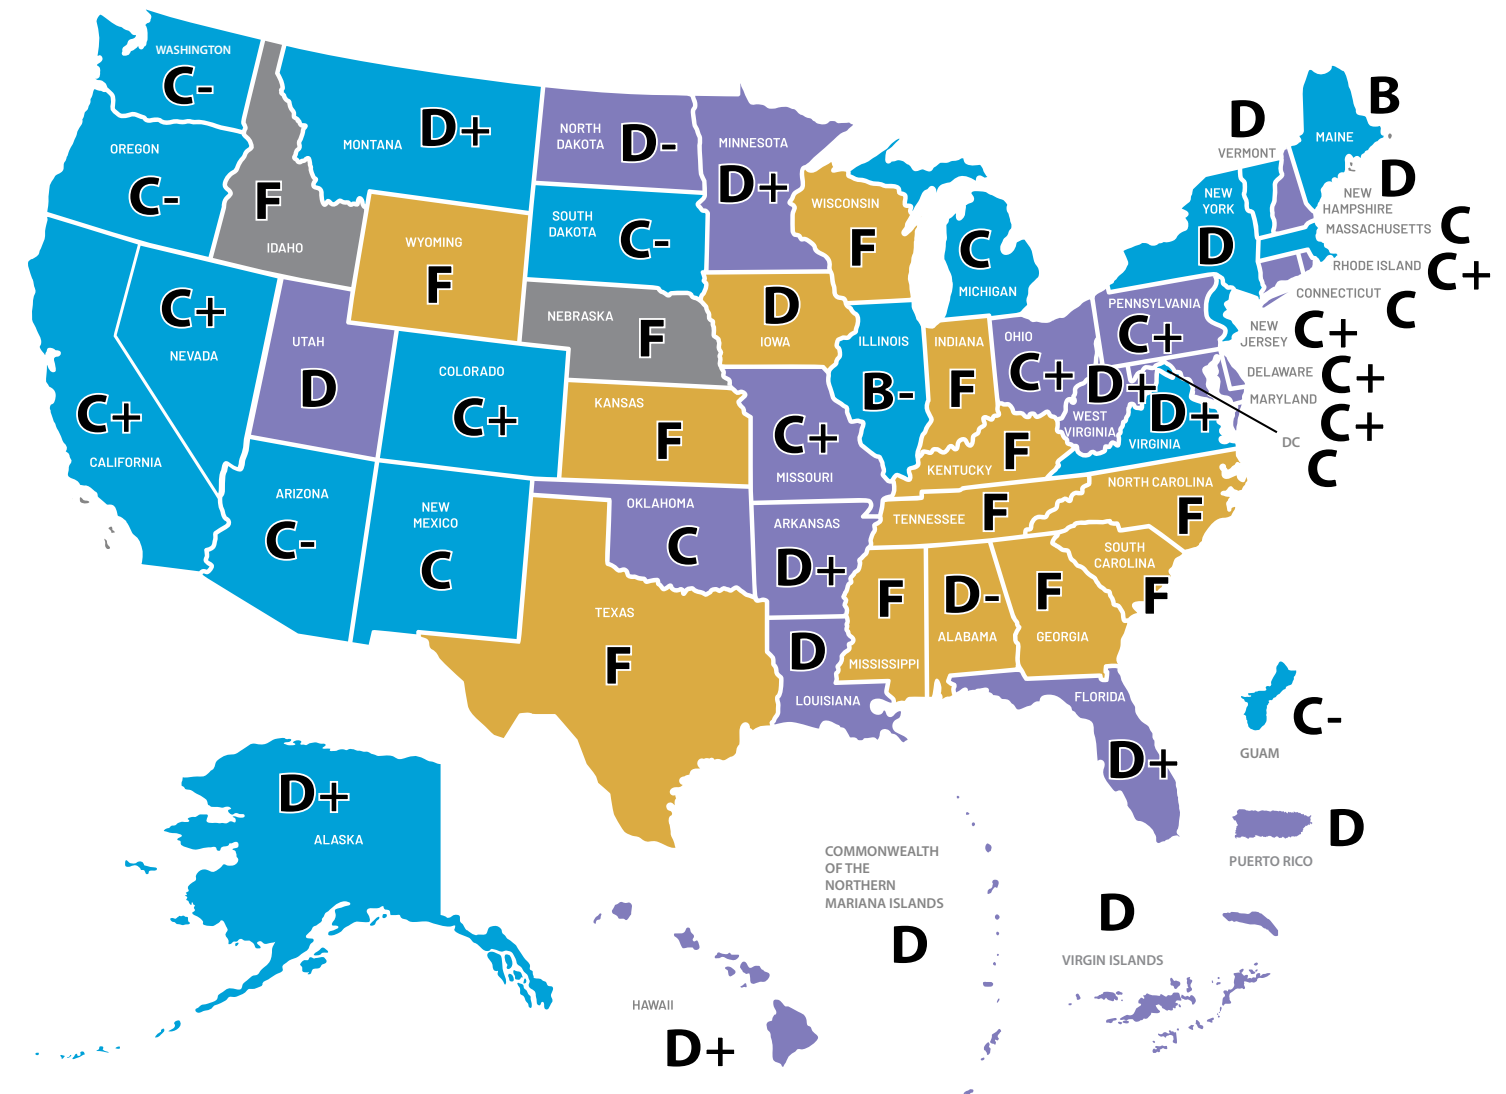 WASHINGTON
C-
OREGON
C-
CALIFORNIA
C+
NEVADA
C+
IDAHO
F
MONTANA
D+
WYOMING
F
UTAH
D
COLORADO
C+
ARIZONA
C-
NEW
MEXICO
C
NORTH
DAKOTA
D-
SOUTH
DAKOTA
C-
NEBRASKA
F
KANSAS
F
OKLAHOMA
C
TEXAS
F
MINNESOTA
D+
IOWA
D
MISSOURI
C+
ARKANSAS
D+
LOUISIANA
D
WISCONSIN
F
ILLINOIS
B-
MICHIGAN
C
INDIANA
F
OHIO
C+
KENTUCKY
F
TENNESSEE
F
MISSISSIPPI
F
ALABAMA
D-
GEORGIA
F
FLORIDA
D+
SOUTH
CAROLINA
F
NORTH CAROLINA
F
VIRGINIA
D+
WEST
VIRGINIA
D+
PENNSYLVANIA
C+
NEW
YORK
D
VERMONT
D
MAINE
B
NEW
HAMPSHIRE
D
MASSACHUSETTS
C
RHODE ISLAND
C+
CONNECTICUT
C
NEW
JERSEY
C+
DELAWARE
C+
MARYLAND
C+
DC
C
ALASKA
D+
HAWAII
D+
COMMONWEALTH
OF THE
NORTHERN
MARIANA ISLANDS
D
GUAM
C-
PUERTO RICO
D
VIRGIN ISLANDS
D